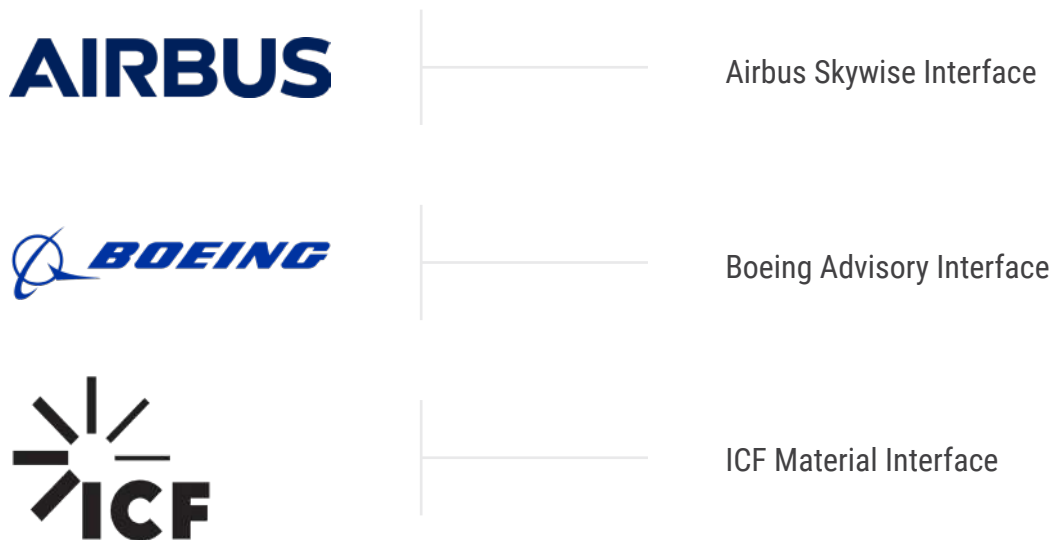 AIRBUS
Airbus Skywise Interface
BOEING
Boeing Advisory Interface
ICF
ICF Material Interface